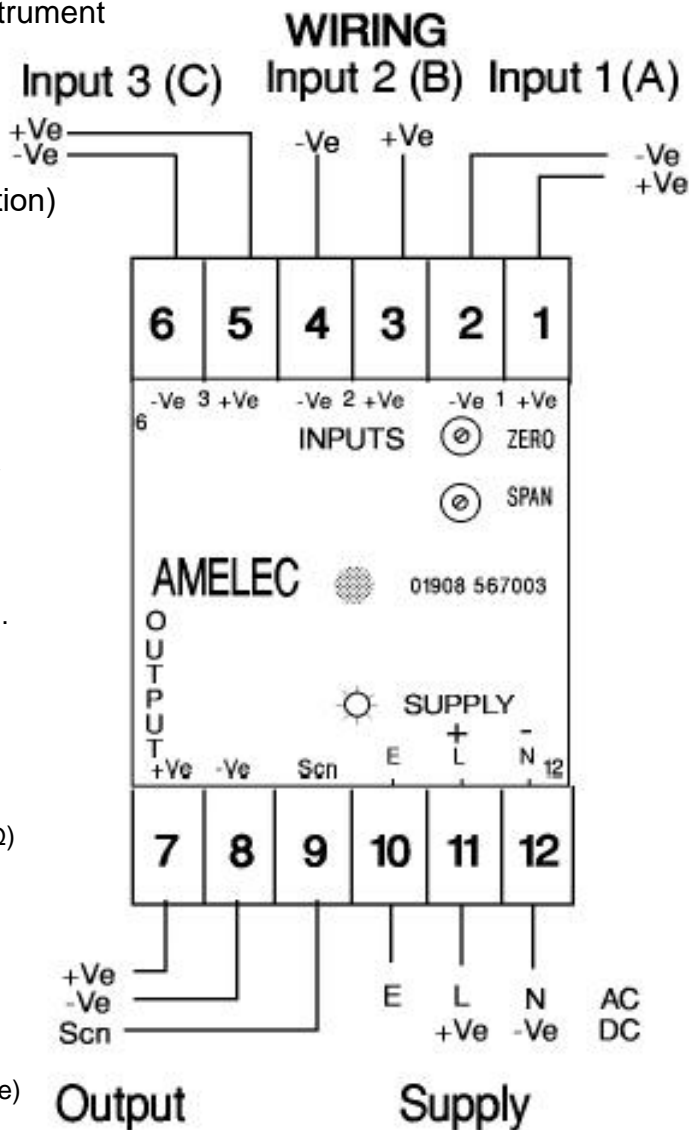 strument
WIRING
Input 3 (C) Input 2 (B) Input 1 (A)
+Ve
-Ve
-Ve +Ve
-Ve
+Ve
tion)
6 5 4 3 2 1
-Ve 3 +Ve -Ve 2 +Ve -Ve 1 +Ve
6
INPUTS ZERO
SPAN
AMELEC 01908 567003
.
OUTPUT
SUPPLY
+ -
+Ve -Ve Scn E L N 12
Ω)
7 8 9 10 11 12
+Ve
-Ve
Scn
E L N AC
+Ve -Ve DC
e)
Output Supply